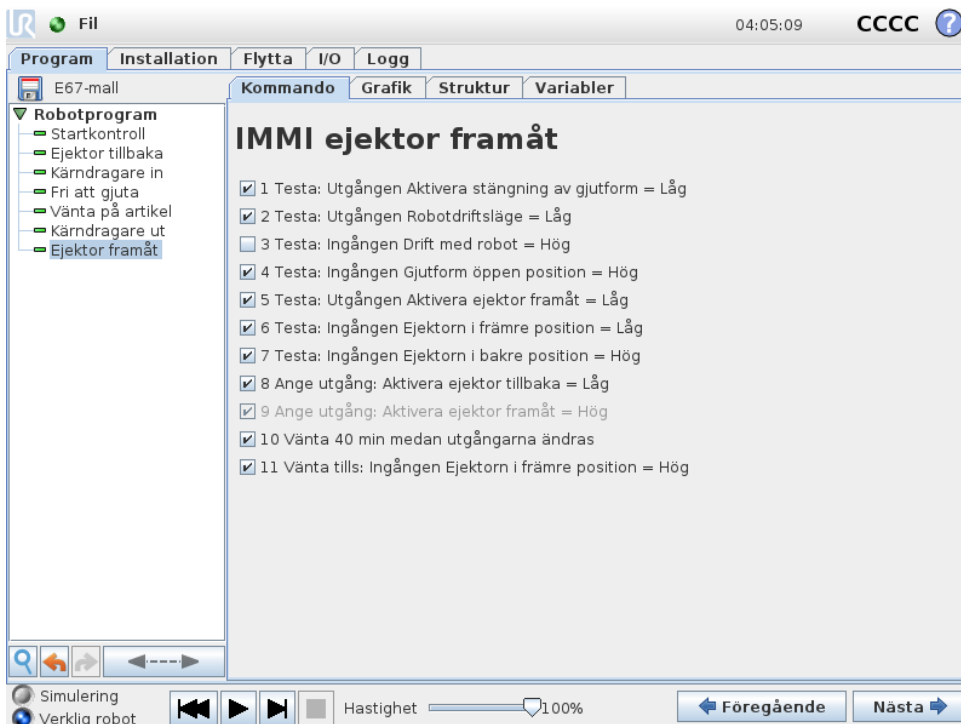 UR Fil 04:05:09 CCCC ?
Program Installation Flytta I/O Logg
E67-mall
Kommando Grafik Struktur Variabler
Robotprogram
Startkontroll
Ejektor tillbaka
Kärndragare in
Fri att gjuta
Vänta på artikel
Kärndragare ut
Ejektor framåt
IMMI ejektor framåt
1 Testa: Utgången Aktivera stängning av gjutform = Låg
2 Testa: Utgången Robotdriftsläge = Låg
3 Testa: Ingången Drift med robot = Hög
4 Testa: Ingången Gjutform öppen position = Hög
5 Testa: Utgången Aktivera ejektor framåt = Låg
6 Testa: Ingången Ejektorn i främre position = Låg
7 Testa: Ingången Ejektorn i bakre position = Hög
8 Ange utgång: Aktivera ejektor tillbaka = Låg
9 Ange utgång: Aktivera ejektor framåt = Hög
10 Vänta 40 min medan utgångarna ändras
11 Vänta tills: Ingången Ejektorn i främre position = Hög
Simulering
Verklig robot
Hastighet 100%
Föregående
Nästa